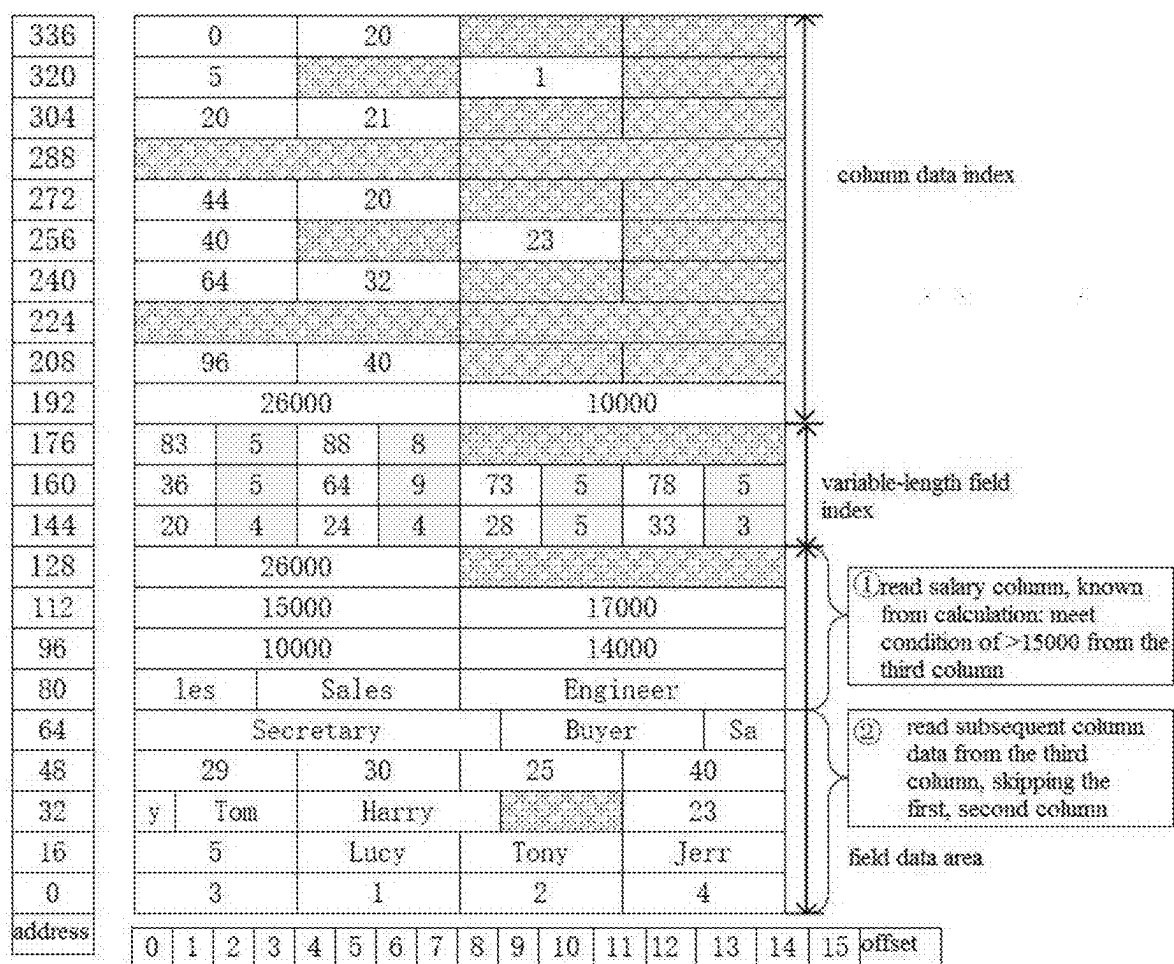 336 0 20
320 5 1
304 20 21
288
272 44 20
256 40 23
240 64 32
224
208 96 40
192 26000 10000
176 83 5 88 8
160 36 5 64 9 73 5 78 5
144 20 4 24 4 28 5 33 3
128 26000
112 15000 17000
96 10000 14000
80 les Sales Engineer
64 Secretary Buyer Sa
48 29 30 25 40
32 y Tom Harry 23
16 5 Lucy Tony Jerr
0 3 1 2 4
address 0 1 2 3 4 5 6 7 8 9 10 11 12 13 14 15 offset
column data index
variable-length field
index
① read salary column, known
from calculation: meet
condition of >15000 from the
third column
② read subsequent column
data from the third
column, skipping the
first, second column
field data area